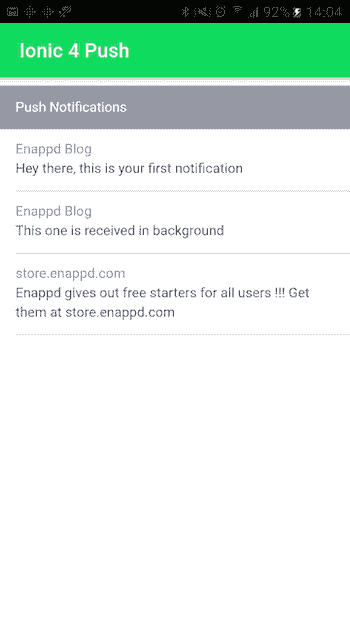 92% 14:04
Ionic 4 Push
Push Notifications
Enappd Blog
Hey there, this is your first notification
Enappd Blog
This one is received in background
store.enappd.com
Enappd gives out free starters for all users !!! Get
them at store.enappd.com